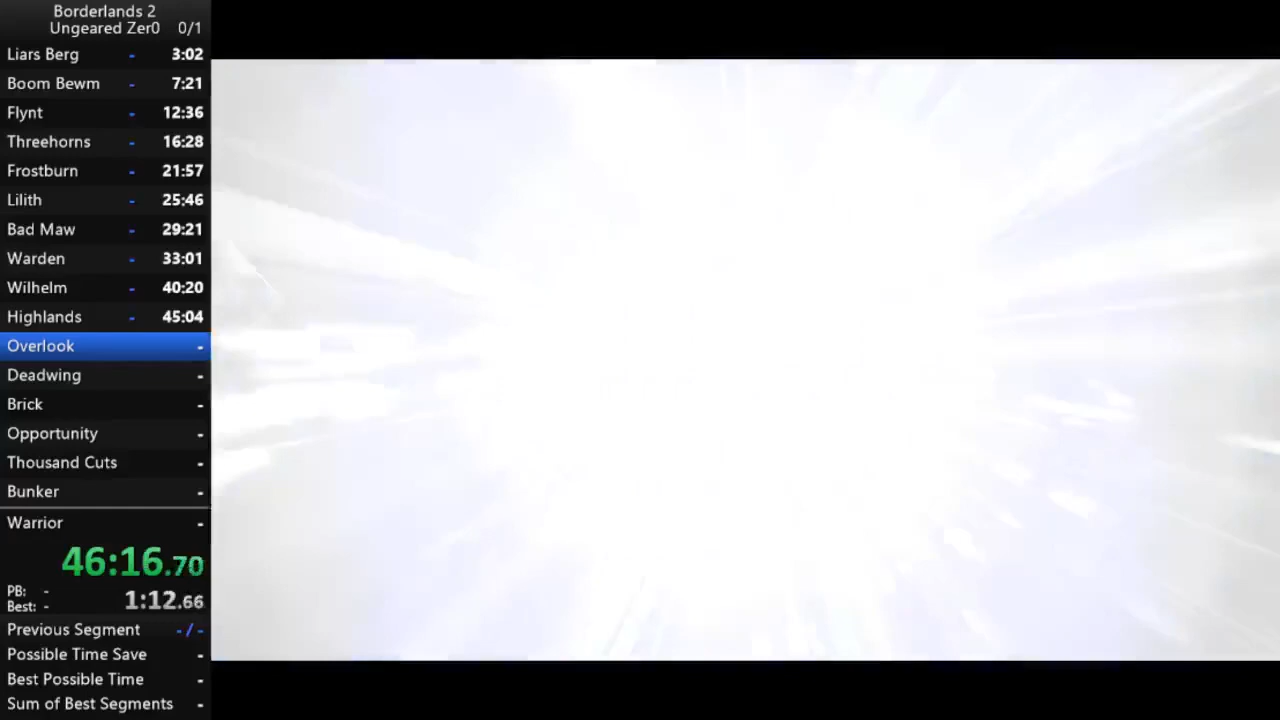 Borderlands 2
Ungeared Zer0 0/1
Liars Berg - 3:02
Boom Bewm - 7:21
Flynt - 12:36
Threehorns - 16:28
Frostburn - 21:57
Lilith - 25:46
Bad Maw - 29:21
Warden - 33:01
Wilhelm - 40:20
Highlands - 45:04
Overlook -
Deadwing -
Brick -
Opportunity -
Thousand Cuts -
Bunker -
Warrior -
46:16.70
PB: -
Best: - 1:12.66
Previous Segment - / -
Possible Time Save -
Best Possible Time -
Sum of Best Segments -